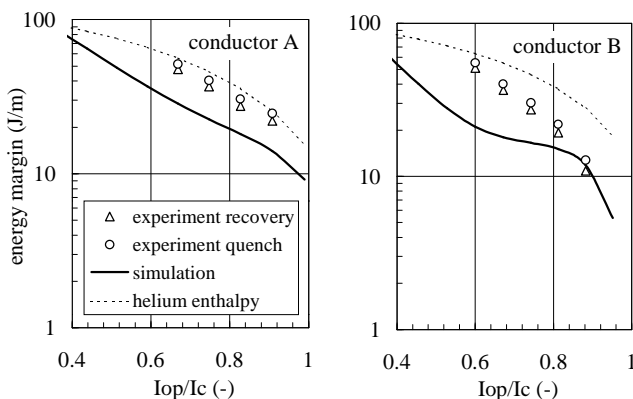 energy margin (J/m)
100
10
1
conductor A
experiment recovery
experiment quench
simulation
helium enthalpy
0.4 0.6 0.8 1
Iop/Ic (-)
100
10
1
conductor B
0.4 0.6 0.8 1
Iop/Ic (-)